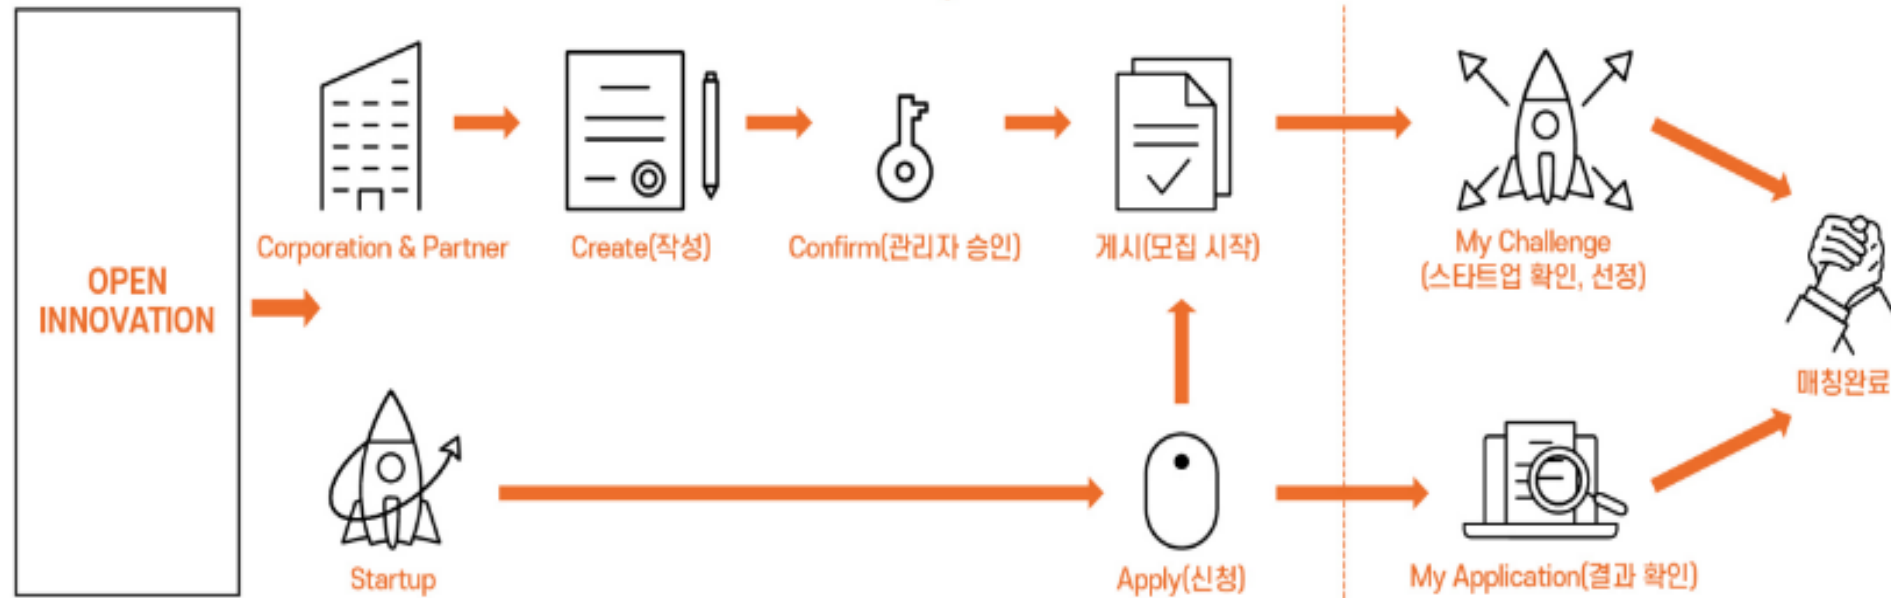 OPEN
INNOVATION
Corporation & Partner
Create(작성)
Confirm(관리자 승인)
게시(모집 시작)
My Challenge
(스타트업 확인, 선정)
매칭완료
Startup
Apply(신청)
My Application(결과 확인)